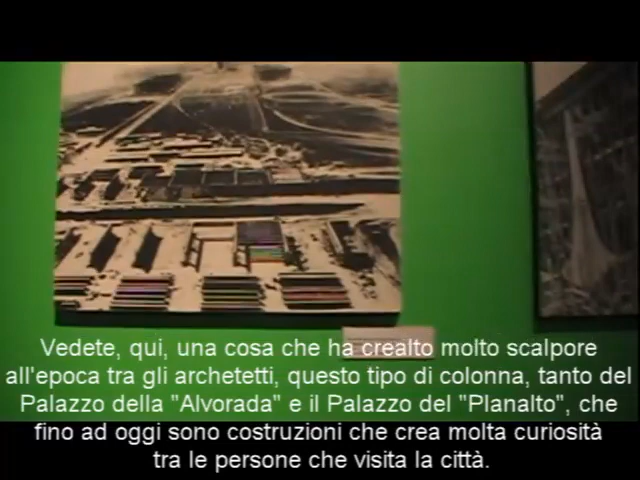 Vedete, qui, una cosa che ha crealto molto scalpore
all'epoca tra gli archetetti, questo tipo di colonna, tanto del
Palazzo della "Alvorada" e il Palazzo del "Planalto", che
fino ad oggi sono costruzioni che crea molta curiosità
tra le persone che visita la città.